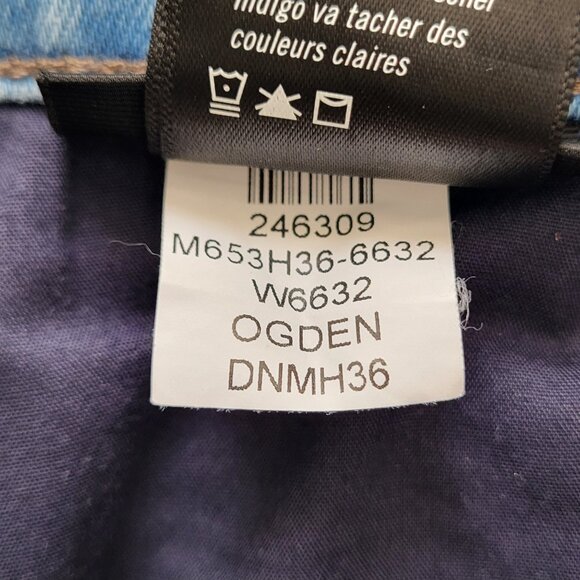 indigo va tacher des
couleurs claires
246309
M653H36-6632
W6632
OGDEN
DNMH36